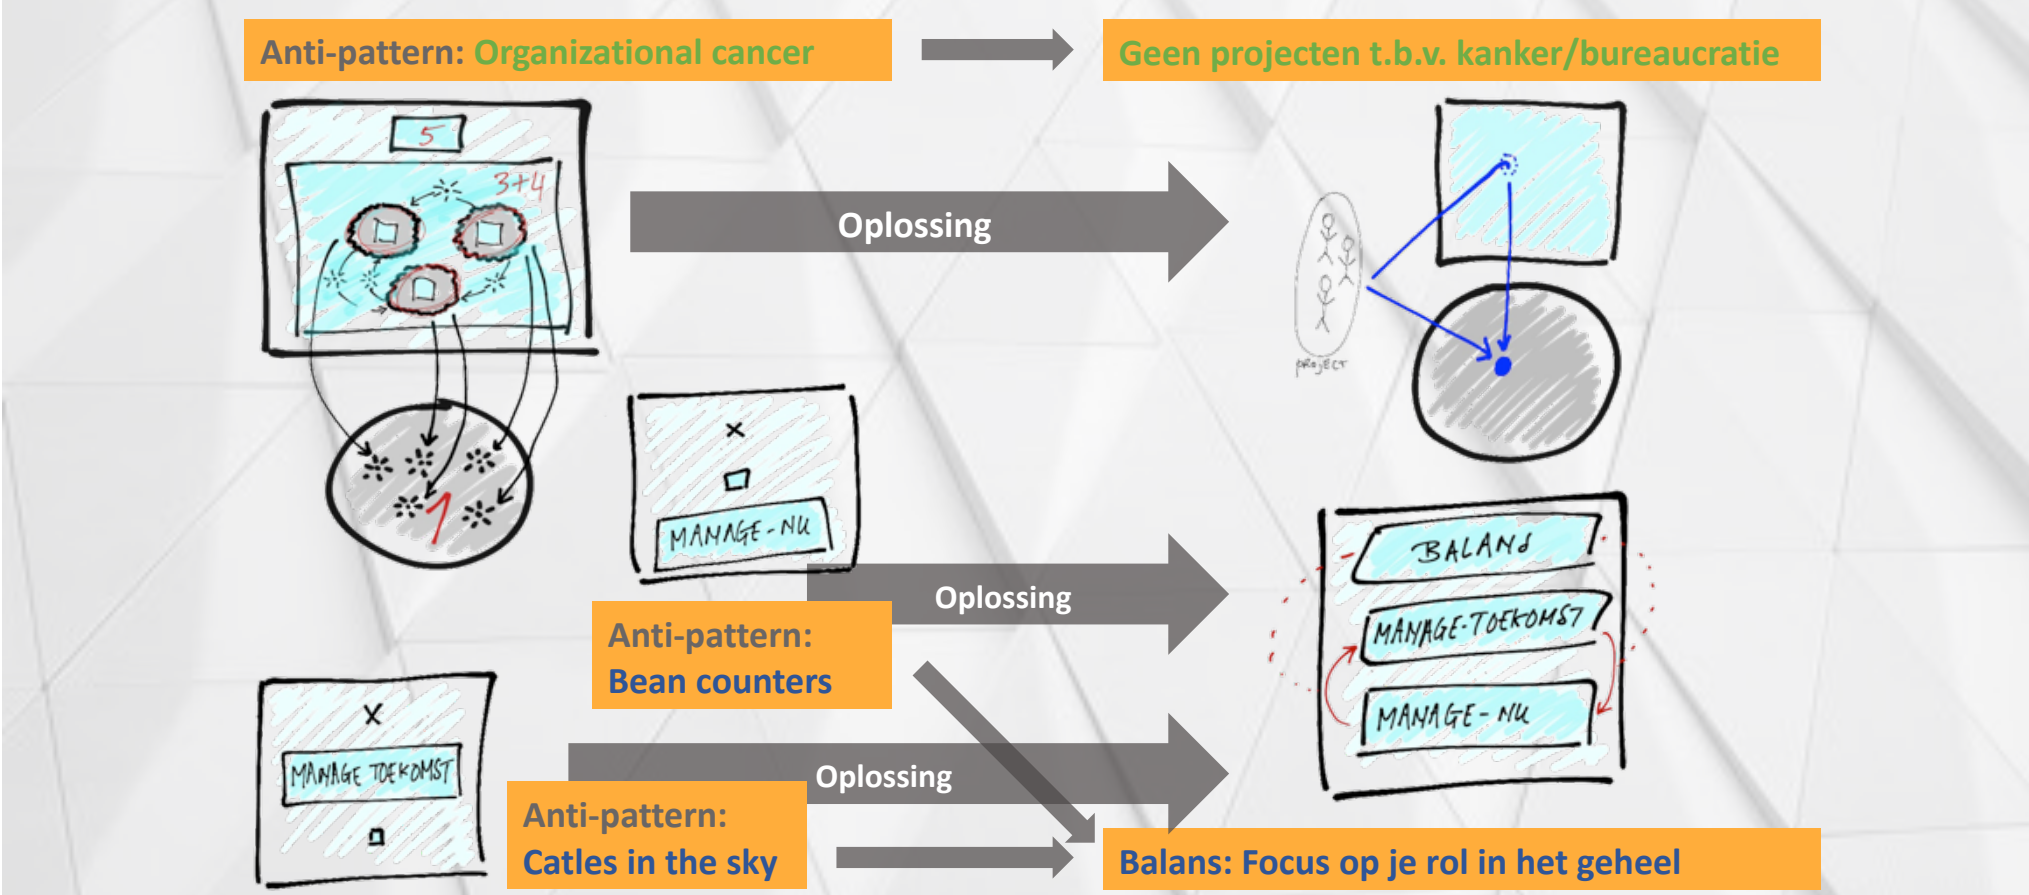 Anti-pattern: Organizational cancer
Geen projecten t.b.v. kanker/bureaucratie
5
3+4
Oplossing
PROJECT
1
X
MANAGE-NU
BALANS
Oplossing
MANAGE-TOEKOMST
Anti-pattern:
Bean counters
MANAGE-NU
X
MANAGE TOEKOMST
Oplossing
Anti-pattern:
Catles in the sky
Balans: Focus op je rol in het geheel